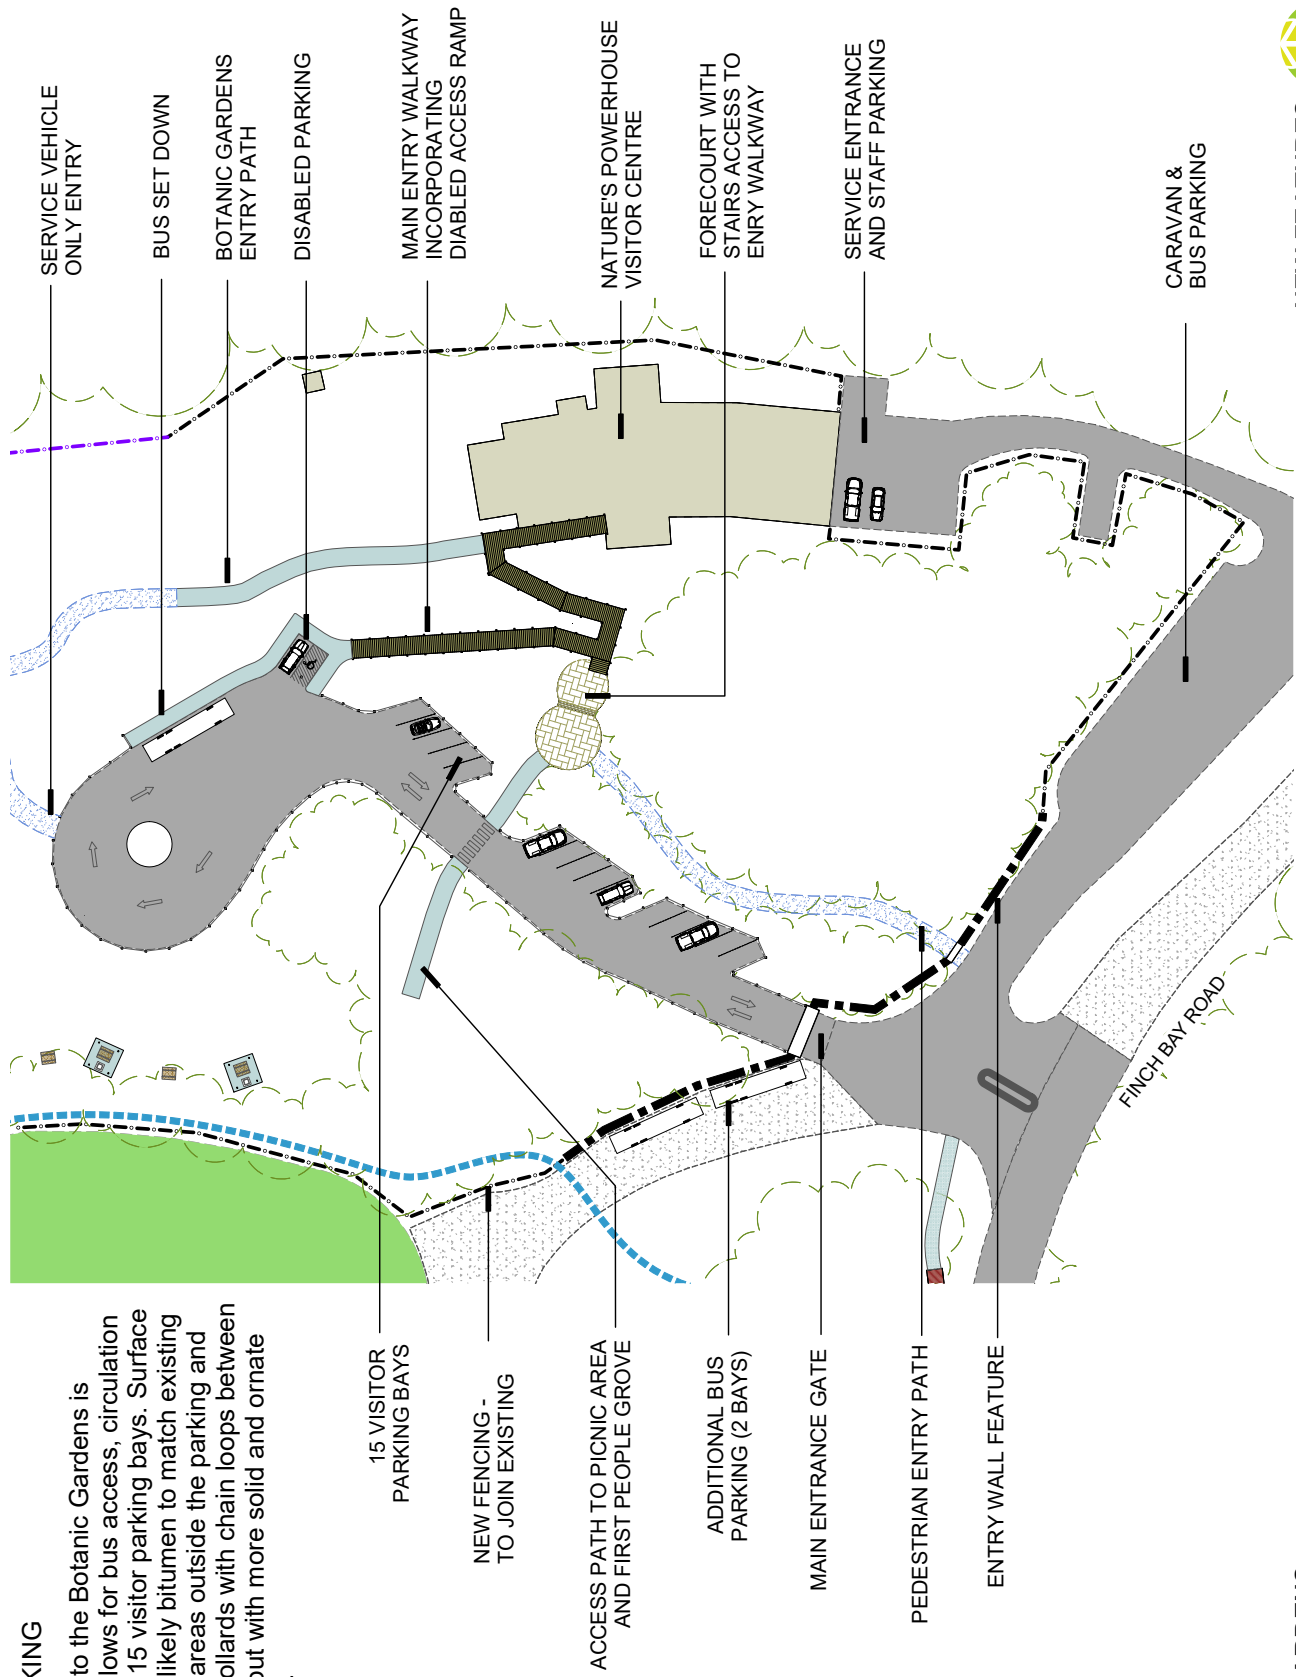 KING
to the Botanic Gardens is
lows for bus access, circulation
15 visitor parking bays. Surface
likely bitumen to match existing
areas outside the parking and
ollards with chain loops between
out with more solid and ornate
SERVICE VEHICLE
ONLY ENTRY
BUS SET DOWN
BOTANIC GARDENS
ENTRY PATH
DISABLED PARKING
MAIN ENTRY WALKWAY
INCORPORATING
DIABLED ACCESS RAMP
NATURE'S POWERHOUSE
VISITOR CENTRE
FORECOURT WITH
STAIRS ACCESS TO
ENRY WALKWAY
SERVICE ENTRANCE
AND STAFF PARKING
CARAVAN &
BUS PARKING
15 VISITOR
PARKING BAYS
NEW FENCING -
TO JOIN EXISTING
ACCESS PATH TO PICNIC AREA
AND FIRST PEOPLE GROVE
ADDITIONAL BUS
PARKING (2 BAYS)
MAIN ENTRANCE GATE
PEDESTRIAN ENTRY PATH
ENTRY WALL FEATURE
FINCH BAY ROAD